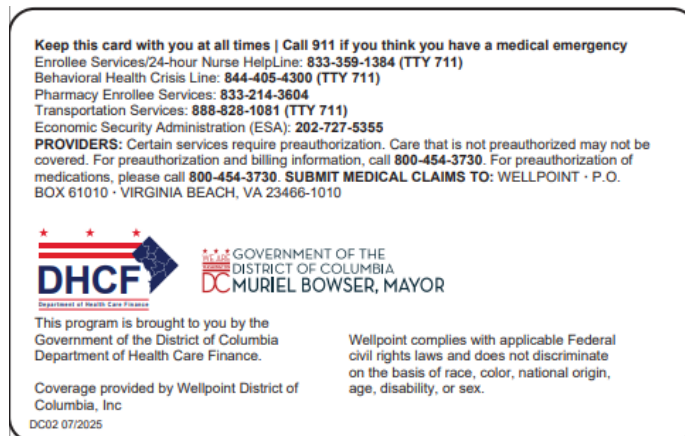 Keep this card with you at all times | Call 911 if you think you have a medical emergency
Enrollee Services/24-hour Nurse HelpLine: 833-359-1384 (TTY 711)
Behavioral Health Crisis Line: 844-405-4300 (TTY 711)
Pharmacy Enrollee Services: 833-214-3604
Transportation Services: 888-828-1081 (TTY 711)
Economic Security Administration (ESA): 202-727-5355
PROVIDERS: Certain services require preauthorization. Care that is not preauthorized may not be
covered. For preauthorization and billing information, call 800-454-3730. For preauthorization of
medications, please call 800-454-3730. SUBMIT MEDICAL CLAIMS TO: WELLPOINT · P.O.
BOX 61010 · VIRGINIA BEACH, VA 23466-1010
DHCF
Department of Health Care Finance
WE ARE
DC
GOVERNMENT OF THE
DISTRICT OF COLUMBIA
MURIEL BOWSER, MAYOR
This program is brought to you by the
Government of the District of Columbia
Department of Health Care Finance.
Coverage provided by Wellpoint District of
Columbia, Inc
Wellpoint complies with applicable Federal
civil rights laws and does not discriminate
on the basis of race, color, national origin,
age, disability, or sex.
DC02 07/2025